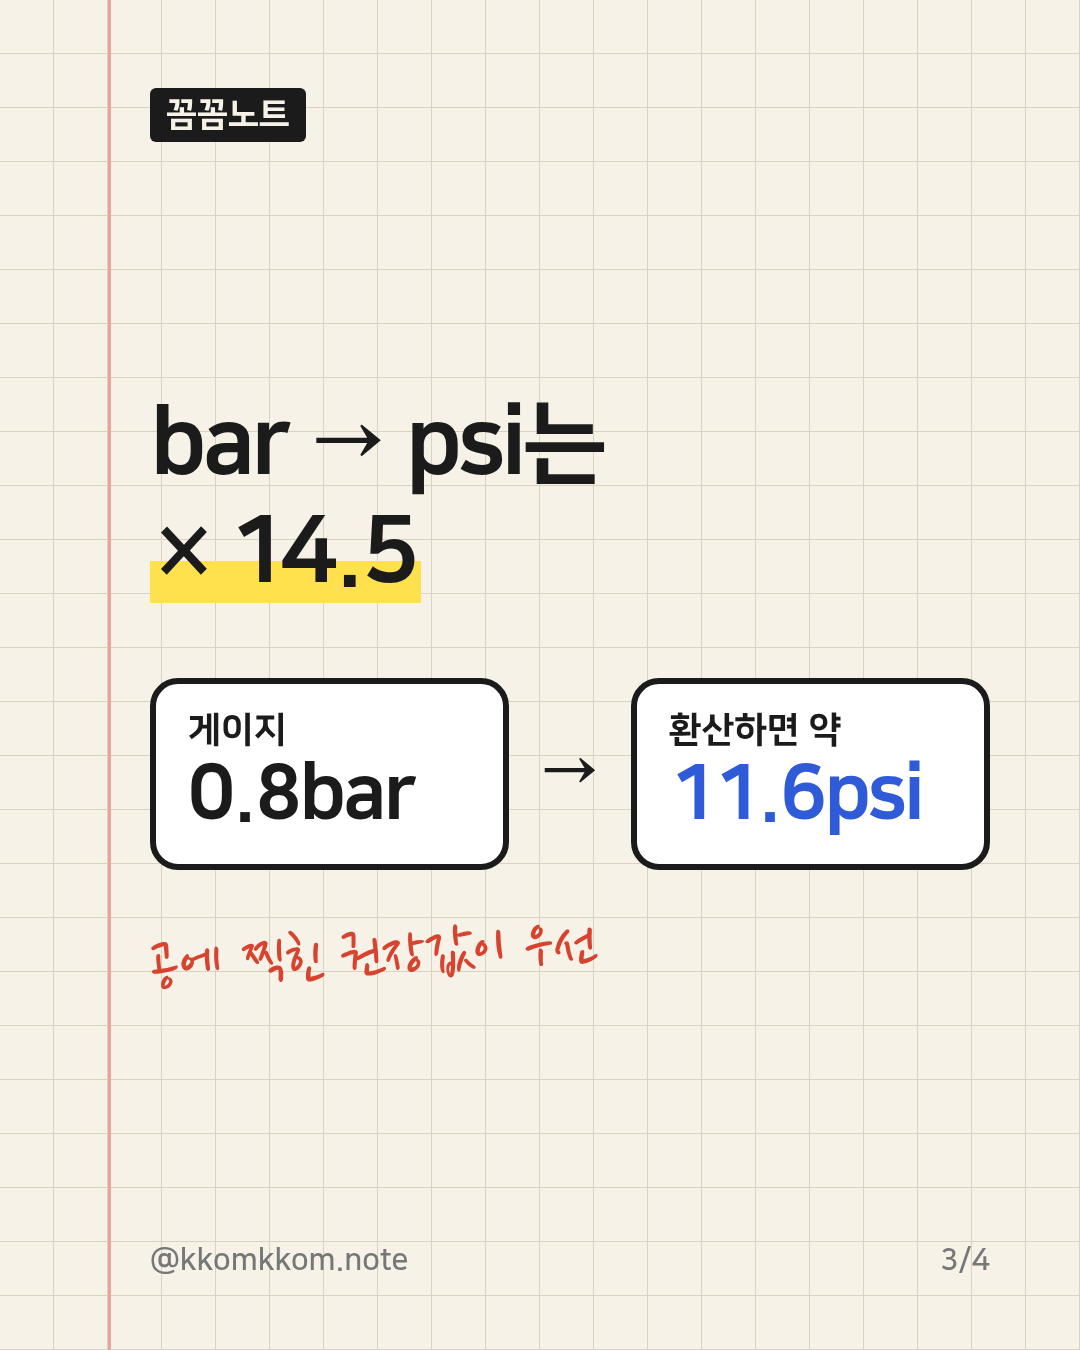 꼼꼼노트
bar → psi는
× 14.5
게이지
0.8bar
→
환산하면 약
11.6psi
공에 찍힌 권장값이 우선
@kkomkkom.note
3/4